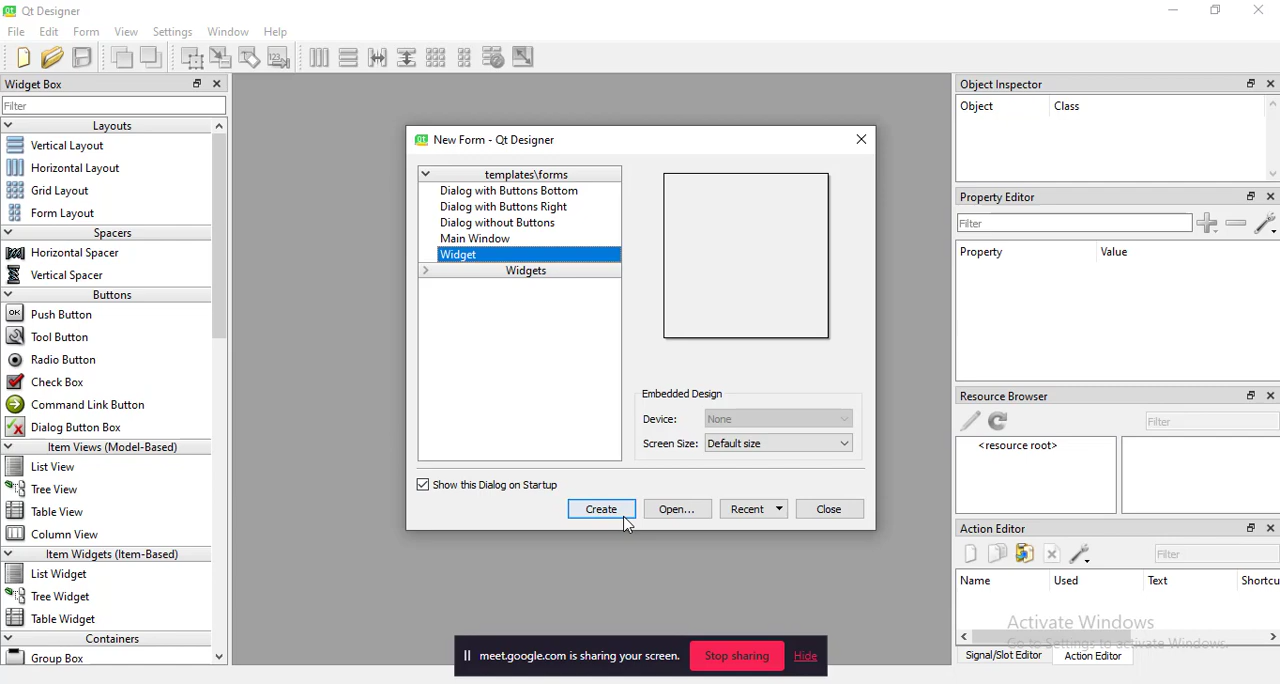 Qt Designer
File Edit Form View Settings Window Help
Widget Box
Filter
Layouts
Vertical Layout
Horizontal Layout
Grid Layout
Form Layout
Spacers
Horizontal Spacer
Vertical Spacer
Buttons
OK Push Button
Tool Button
Radio Button
Check Box
Command Link Button
Dialog Button Box
Item Views (Model-Based)
List View
Tree View
Table View
Column View
Item Widgets (Item-Based)
List Widget
Tree Widget
Table Widget
Containers
Group Box
New Form - Qt Designer
templates\forms
Dialog with Buttons Bottom
Dialog with Buttons Right
Dialog without Buttons
Main Window
Widget
Widgets
Embedded Design
Device: None
Screen Size: Default size
Show this Dialog on Startup
Create Open... Recent Close
meet.google.com is sharing your screen. Stop sharing Hide
Object Inspector
Object Class
Property Editor
Filter
Property Value
Resource Browser
Filter
<resource root>
Action Editor
Filter
Name Used Text Shortcu
Activate Windows
Go to Settings to activate Windows.
Signal/Slot Editor Action Editor